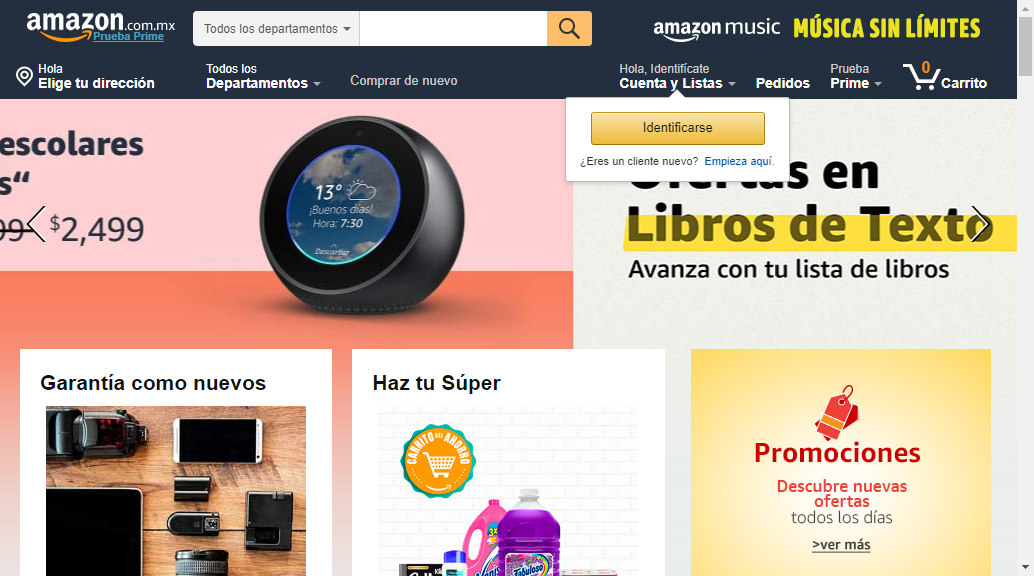 amazon.com.mx
Prueba Prime
Todos los departamentos
amazon music MÚSICA SIN LÍMITES
Hola
Elige tu dirección
Todos los
Departamentos
Comprar de nuevo
Hola, Identifícate
Cuenta y Listas
Pedidos
Prueba
Prime
0
Carrito
Identificarse
¿Eres un cliente nuevo? Empieza aquí.
escolares
s“
99 $2,499
13°
¡Buenos días!
Hora: 7:30
Descartar
Ofertas en
Libros de Texto
Avanza con tu lista de libros
Garantía como nuevos
Haz tu Súper
CARRITO DEL AHORRO
3x
Fabuloso
Promociones
Descubre nuevas
ofertas
todos los días
>ver más